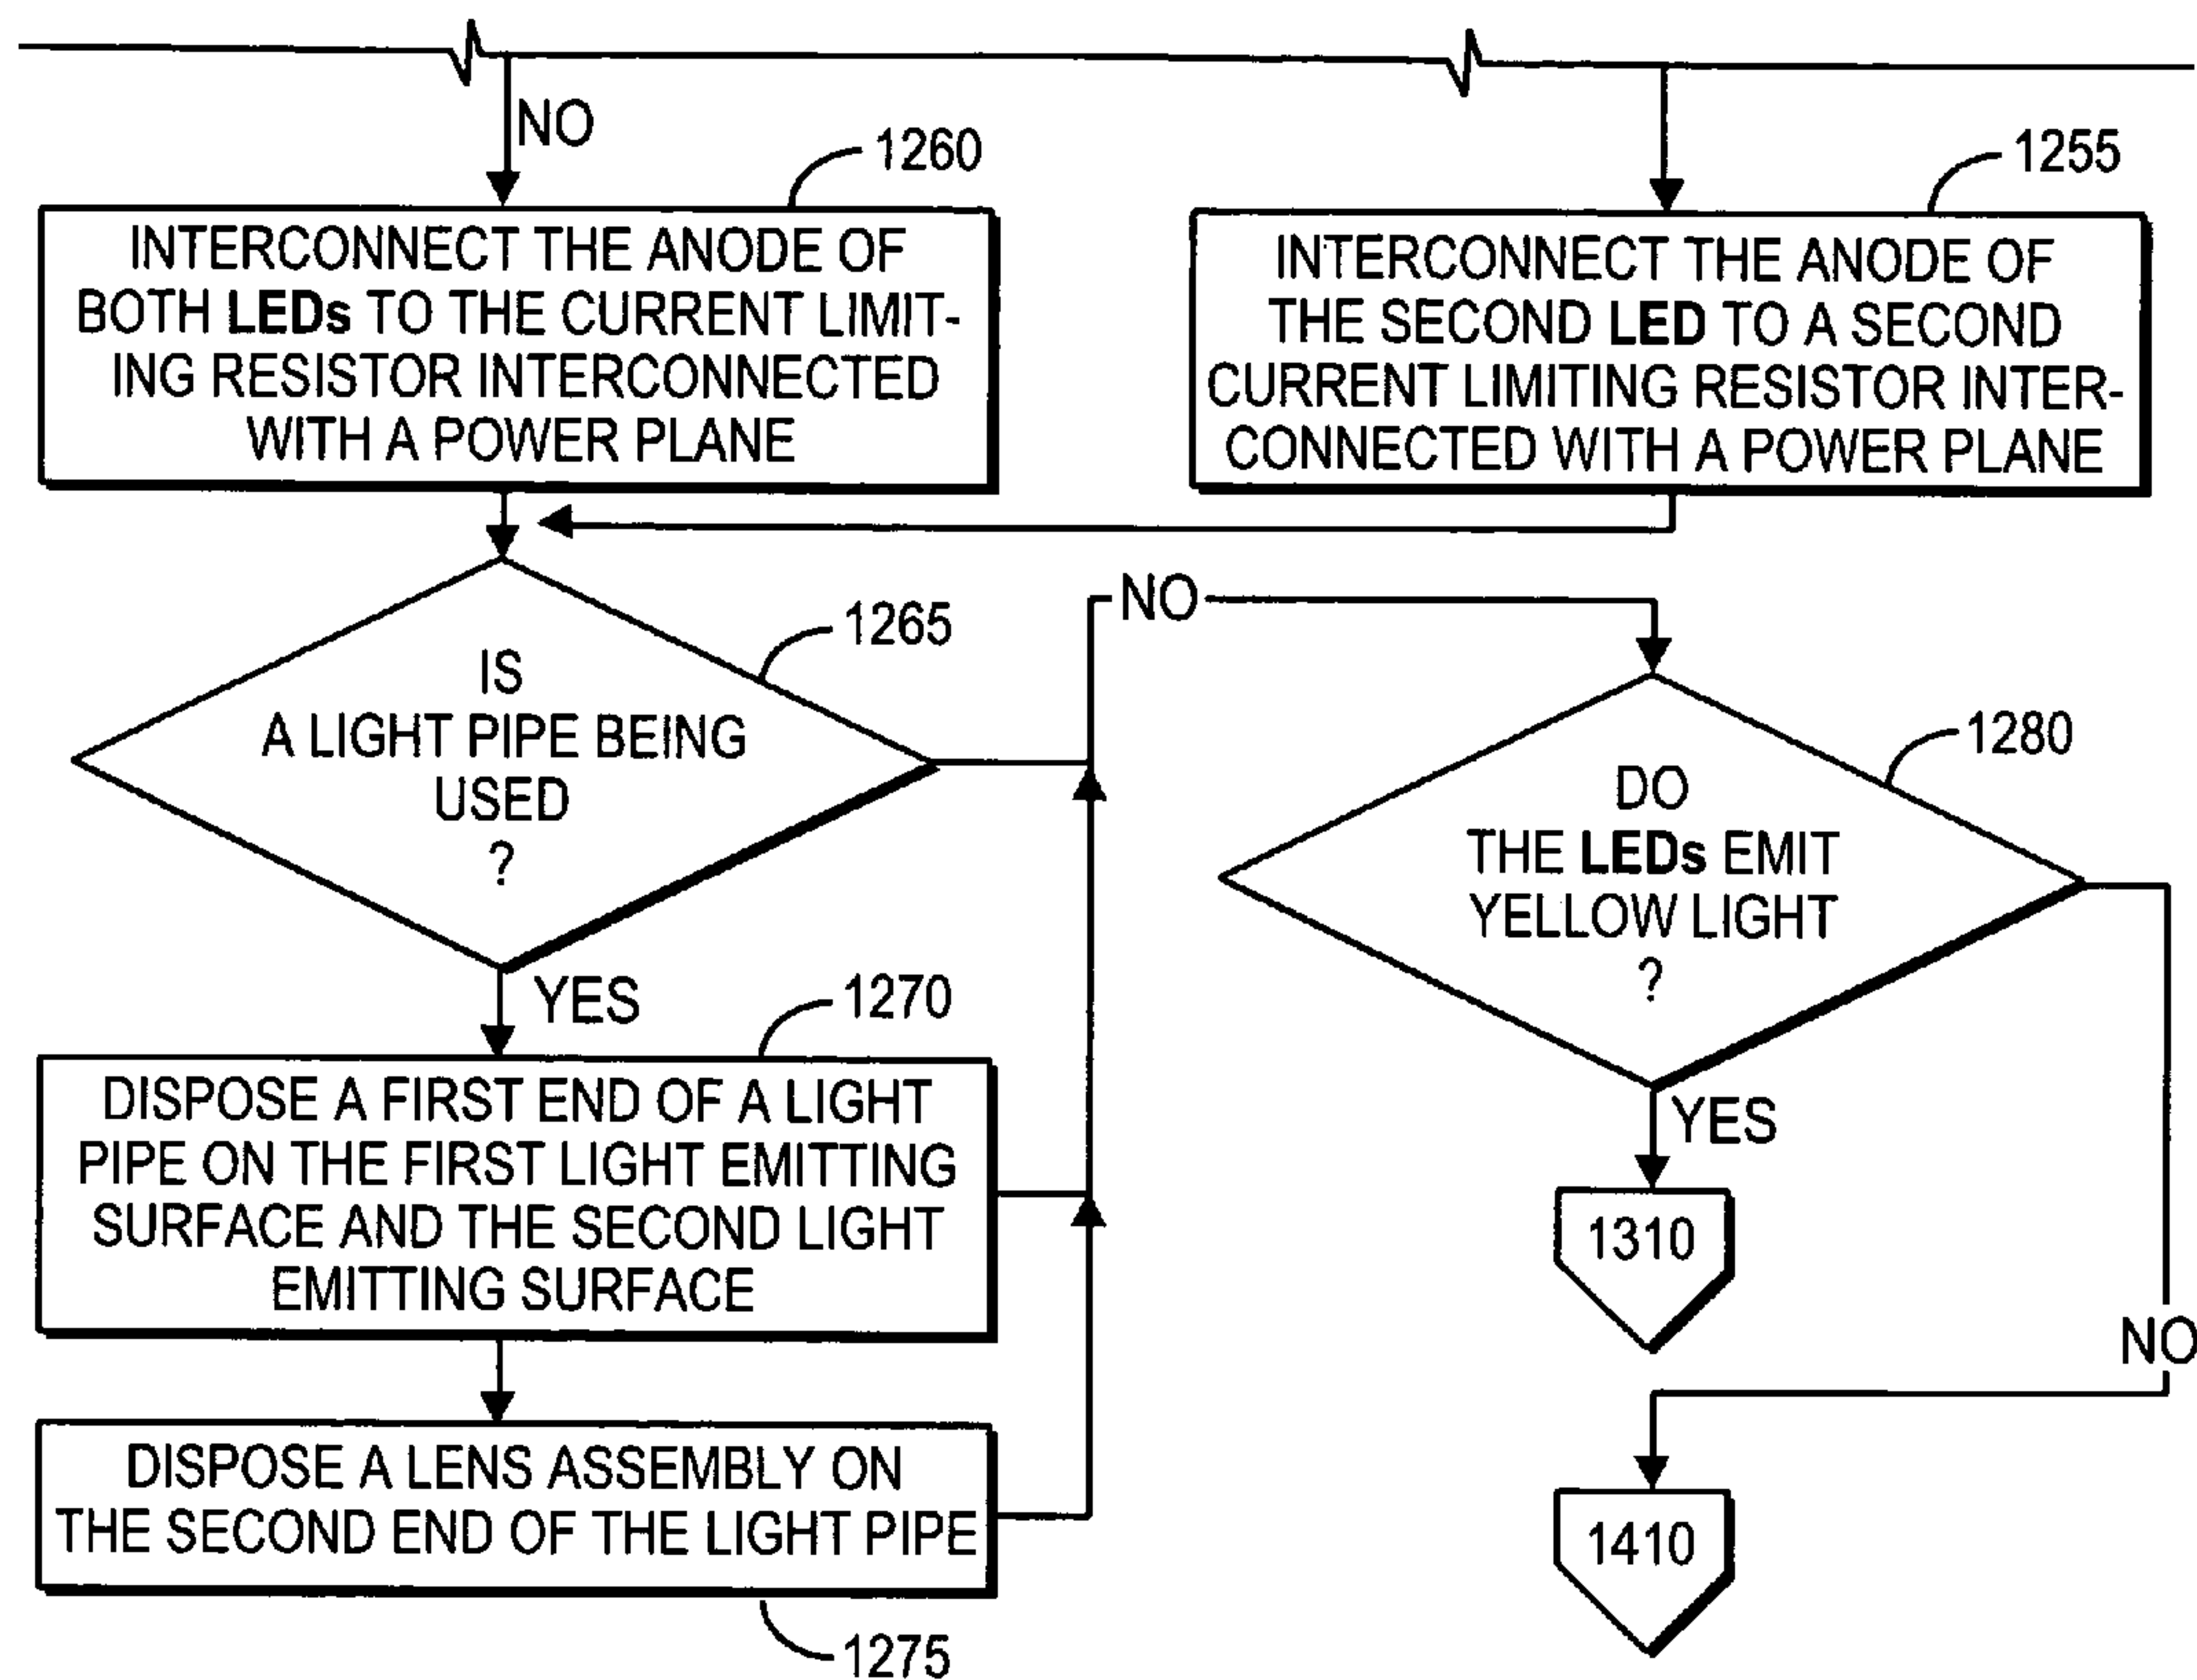 NO
1260
INTERCONNECT THE ANODE OF
BOTH LEDs TO THE CURRENT LIMIT-
ING RESISTOR INTERCONNECTED
WITH A POWER PLANE
1255
INTERCONNECT THE ANODE OF
THE SECOND LED TO A SECOND
CURRENT LIMITING RESISTOR INTER-
CONNECTED WITH A POWER PLANE
1265
IS
A LIGHT PIPE BEING
USED
?
NO
YES
1270
DISPOSE A FIRST END OF A LIGHT
PIPE ON THE FIRST LIGHT EMITTING
SURFACE AND THE SECOND LIGHT
EMITTING SURFACE
DISPOSE A LENS ASSEMBLY ON
THE SECOND END OF THE LIGHT PIPE
1275
1280
DO
THE LEDs EMIT
YELLOW LIGHT
?
YES
1310
NO
1410